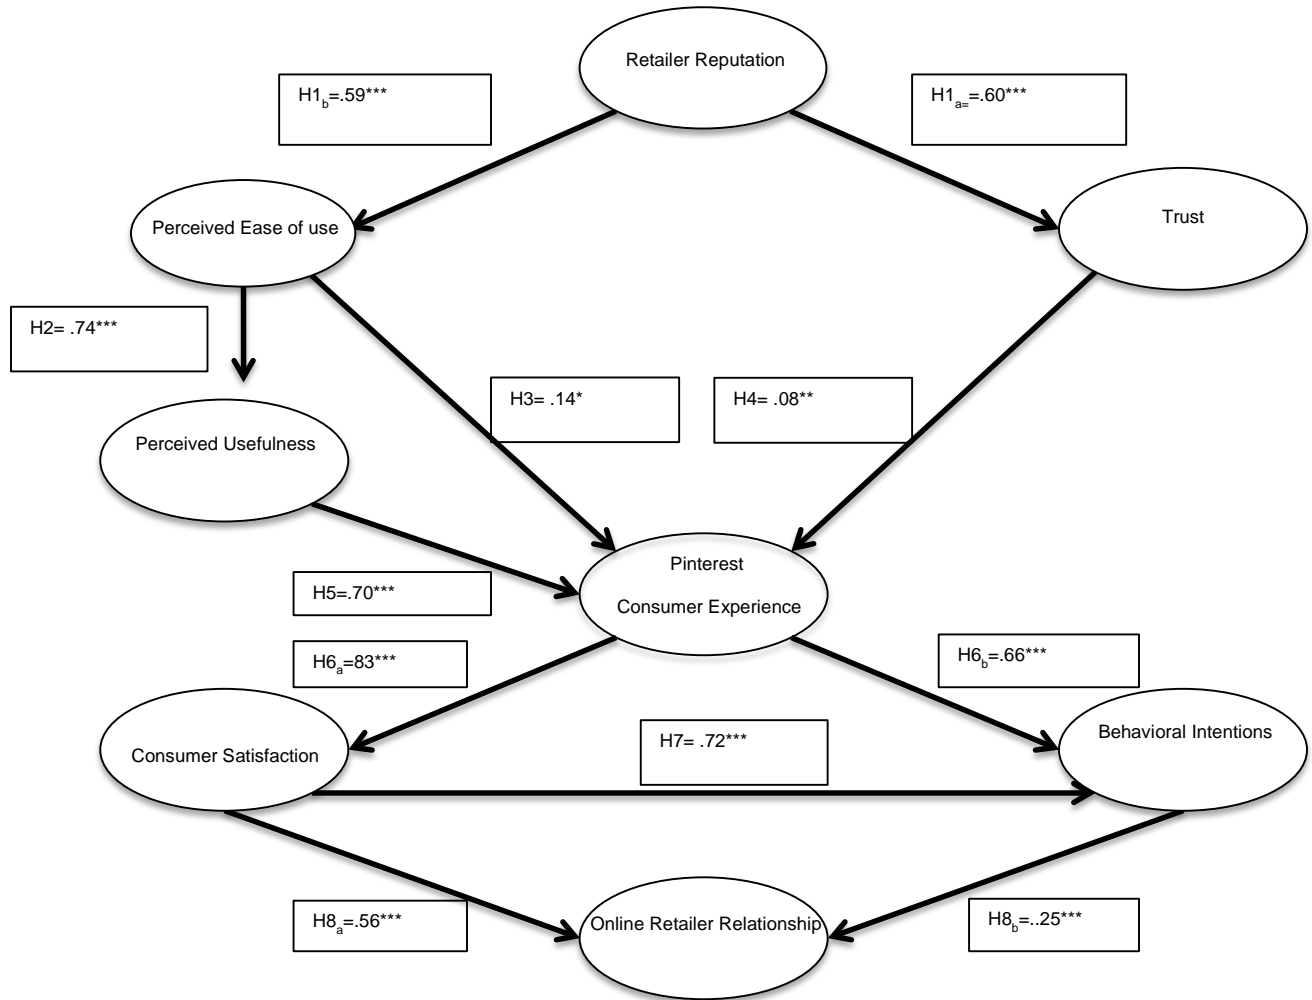 Retailer Reputation
H1b=.59***
H1a==.60***
Perceived Ease of use
Trust
H2= .74***
H3= .14*
H4= .08**
Perceived Usefulness
Pinterest
Consumer Experience
H5=.70***
H6a=83***
H6b=.66***
Consumer Satisfaction
H7= .72***
Behavioral Intentions
H8a=.56***
Online Retailer Relationship
H8b=..25***